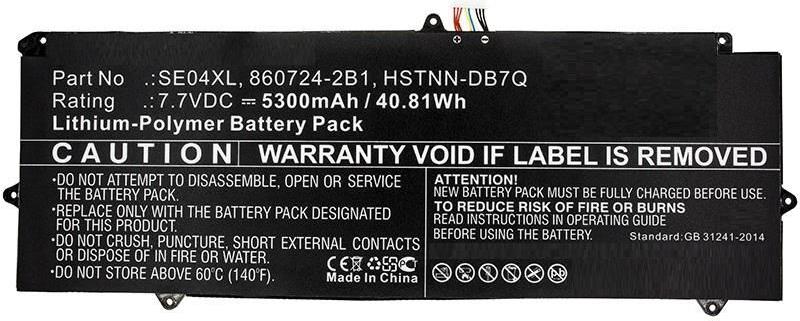 Part No :SE04XL, 860724-2B1, HSTNN-DB7Q
Rating :7.7VDC ⎓ 5300mAh / 40.81Wh
Lithium-Polymer Battery Pack
CAUTION
WARRANTY VOID IF LABEL IS REMOVED
•DO NOT ATTEMPT TO DISASSEMBLE, OPEN OR SERVICE
THE BATTERY PACK.
•REPLACE ONLY WITH THE BATTERY PACK DESIGNATED
FOR THIS PRODUCT.
•DO NOT CRUSH, PUNCTURE, SHORT EXTERNAL CONTACTS
OR DISPOSE OF IN FIRE OR WATER.
•DO NOT STORE ABOVE 60°C (140°F).
ATTENTION!
NEW BATTERY PACK MUST BE FULLY CHARGED BEFORE USE.
TO REDUCE RISK OF FIRE OR BURNS
READ INSTRUCTIONS IN OPERATING GUIDE
BEFORE USING THE BATTERY.
Standard:GB 31241-2014
Made In China